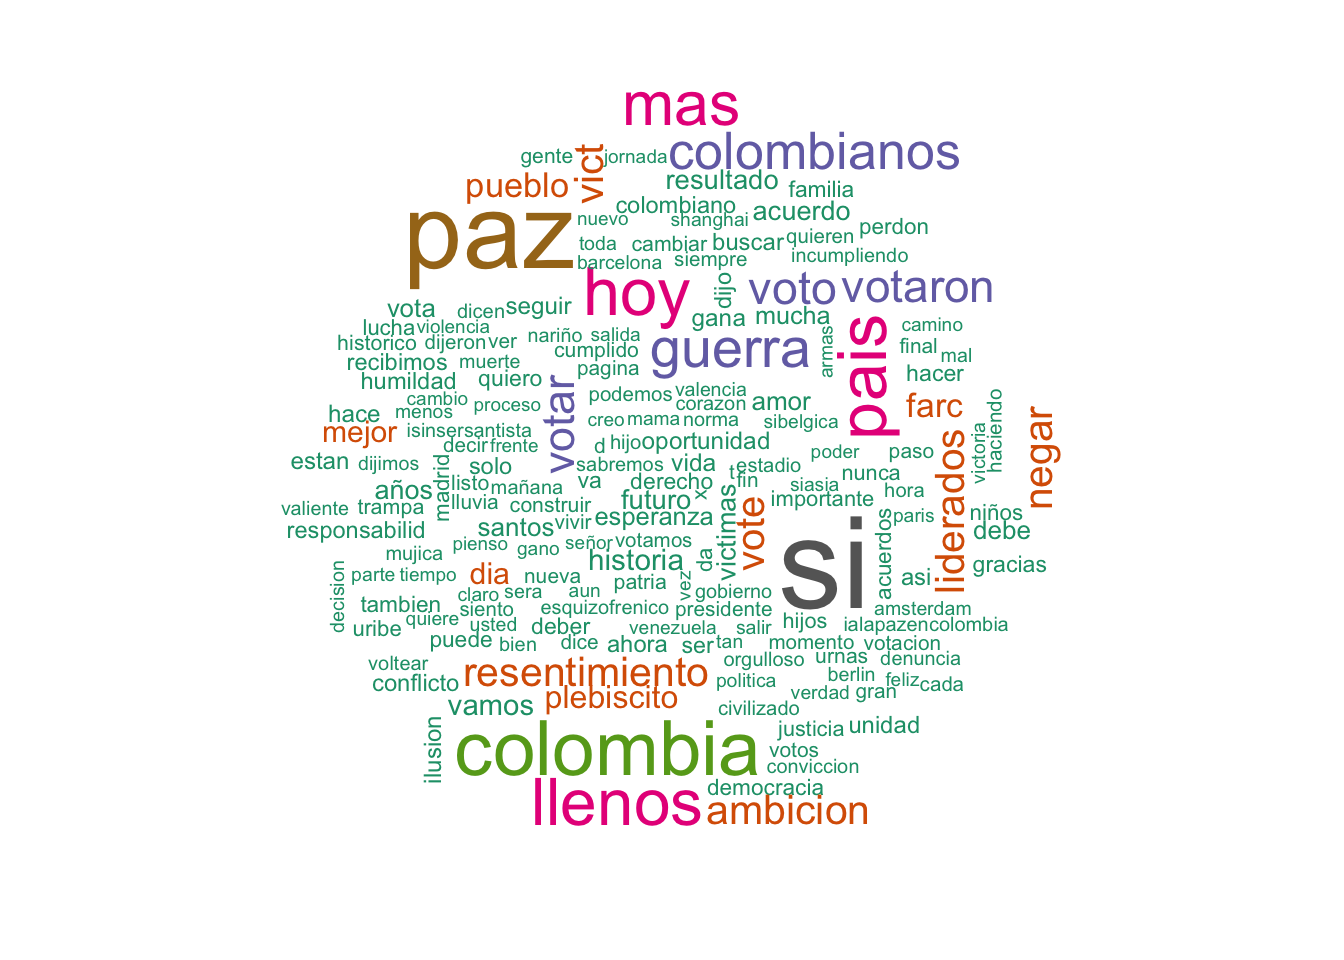 mas
gente vict jornada colombianos
pueblo resultado familia
paz nuevo colombiano shanghai acuerdo perdon
toda cambiar buscar quieren
barcelona siempre incumpliendo
hoy dijo voto votaron
vota dicen seguir gana mucha
lucha violencia nariño salida guerra armas pais camino
historico dijeron ver cumplido final mal
recibimos muerte pagina hacer
humildad quiero votar podemos valencia amor farc
cambio proceso corazon
hace menos creo mama norma sibelgica negar
mejor isinsersantista d hijo oportunidad liderados victoria haciendo
decir frente poder paso
estan dijimos madrid solo sabremos vida t estadio nunca
listo mañana va derecho x fin siasia hora
años lluvia construir futuro victimas vote importante
valiente trampa santos vivir esperanza si acuerdos paris niños
responsabilid debe
mujica pienso gano señor votamos
historia da gracias
parte tiempo dia nueva patria vez asi
decision claro sera aun gobierno
tambien siento esquizofrenico presidente amsterdam
uribe quiere usted deber venezuela salir hijos ialapazencolombia
puede bien dice ahora ser tan momento votacion
voltear resentimiento orgulloso urnas denuncia
conflicto politica berlin feliz cada
plebiscito verdad gran
vamos civilizado
ilusion colombia justicia unidad
votos
conviccion
llenos democracia
ambicion